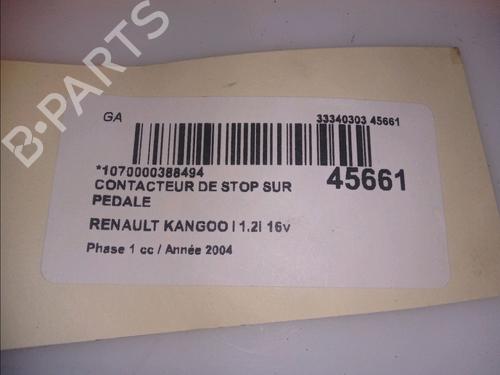 B-PARTS
GA
33340303 45661
*1070000388494
45661
CONTACTEUR DE STOP SUR
PEDALE
RENAULT KANGOO I 1.2i 16v
Phase 1 cc / Année 2004